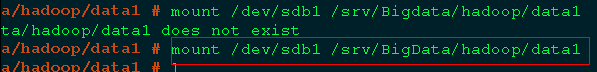 a/hadoop/data1 # mount /dev/sdb1 /srv/Bigdata/hadoop/data1
ta/hadoop/data1 does not exist
a/hadoop/data1 # mount /dev/sdb1 /srv/BigData/hadoop/data1
a/hadoop/data1 #